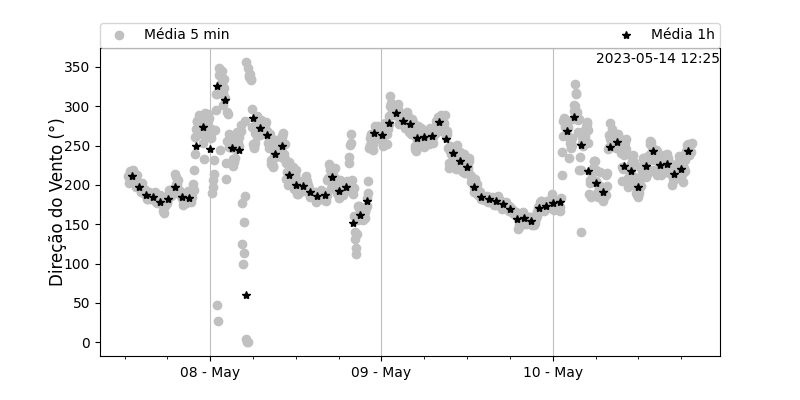 Média 5 min
Média 1h
2023-05-14 12:25
Direção do Vento (°)
350
300
250
200
150
100
50
0
08 - May
09 - May
10 - May